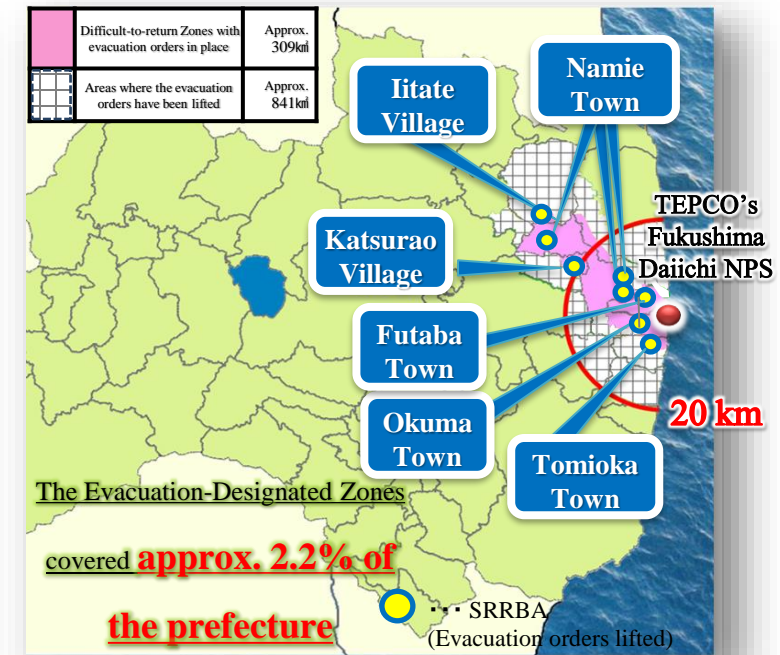 Difficult-to-return Zones with
evacuation orders in place
Approx.
309㎢
Areas where the evacuation
orders have been lifted
Approx.
841㎢
Iitate
Village
Namie
Town
TEPCO’s
Fukushima
Daiichi NPS
Katsurao
Village
Futaba
Town
20 km
Okuma
Town
Tomioka
Town
The Evacuation-Designated Zones
covered approx. 2.2% of
the prefecture
･･･ SRRBA
(Evacuation orders lifted)